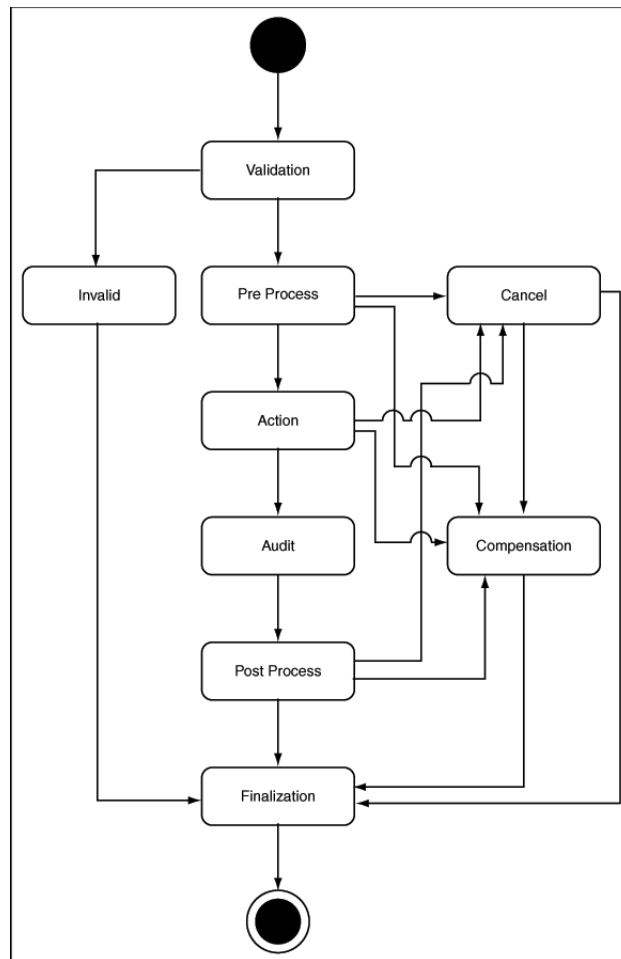 Validation
Invalid
Pre Process
Cancel
Action
Audit
Compensation
Post Process
Finalization